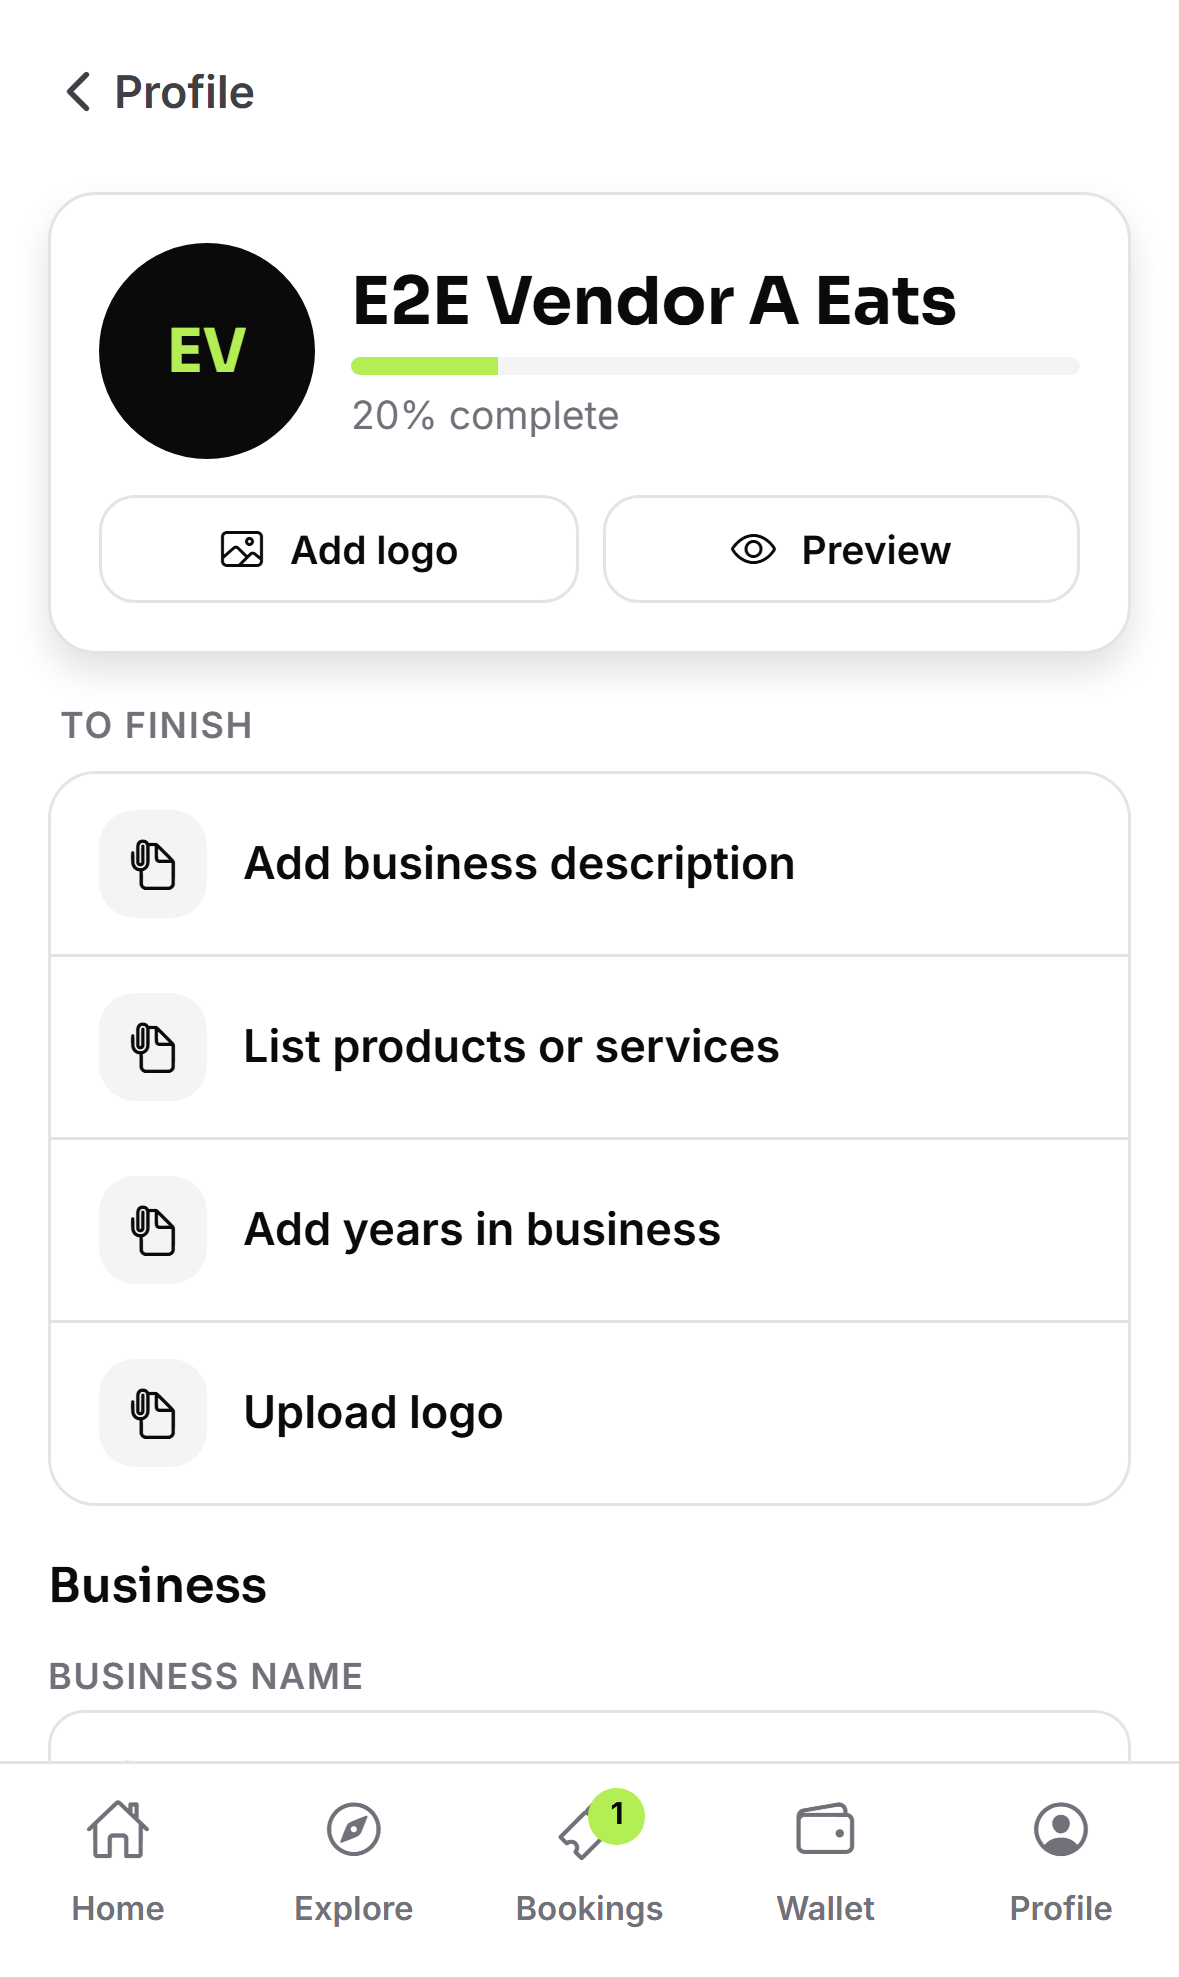 Profile
EV
E2E Vendor A Eats
20% complete
Add logo
Preview
TO FINISH
Add business description
List products or services
Add years in business
Upload logo
Business
BUSINESS NAME
1
Home
Explore
Bookings
Wallet
Profile